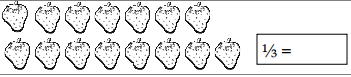 ⅓ =